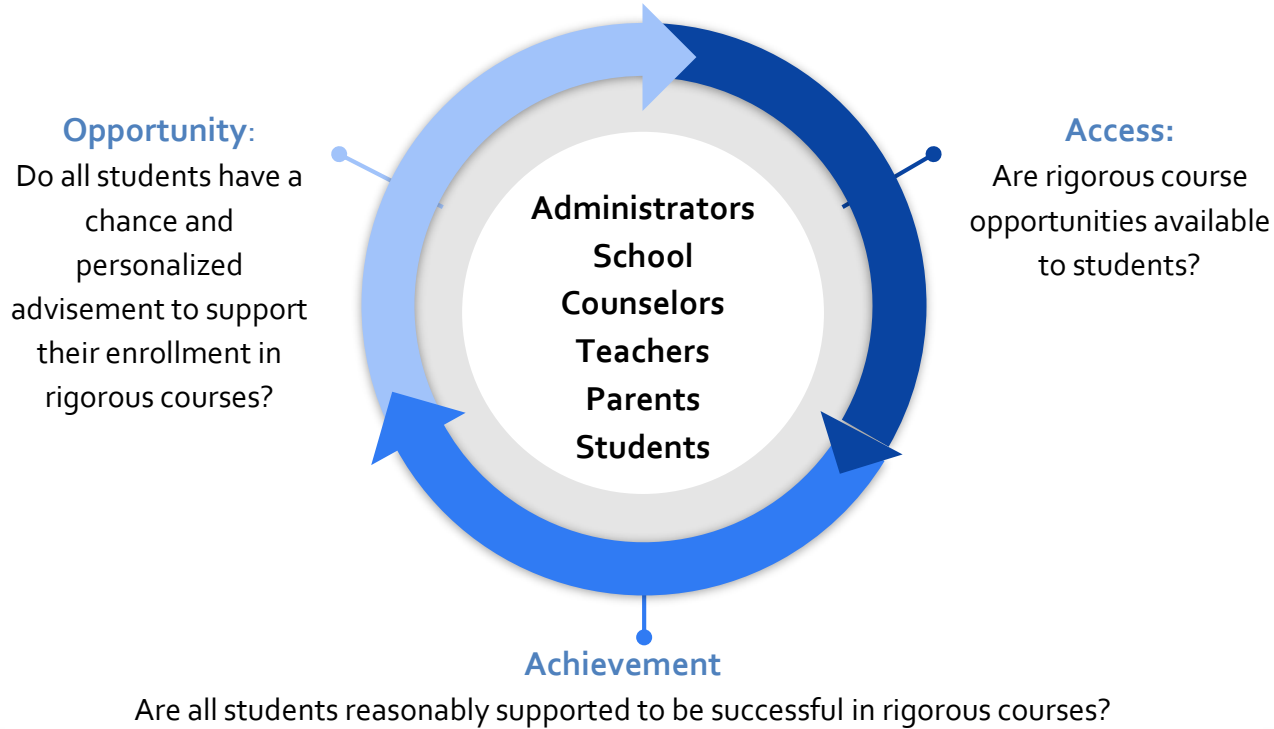 Opportunity:
Do all students have a
chance and
personalized
advisement to support
their enrollment in
rigorous courses?
Administrators
School
Counselors
Teachers
Parents
Students
Access:
Are rigorous course
opportunities available
to students?
Achievement
Are all students reasonably supported to be successful in rigorous courses?